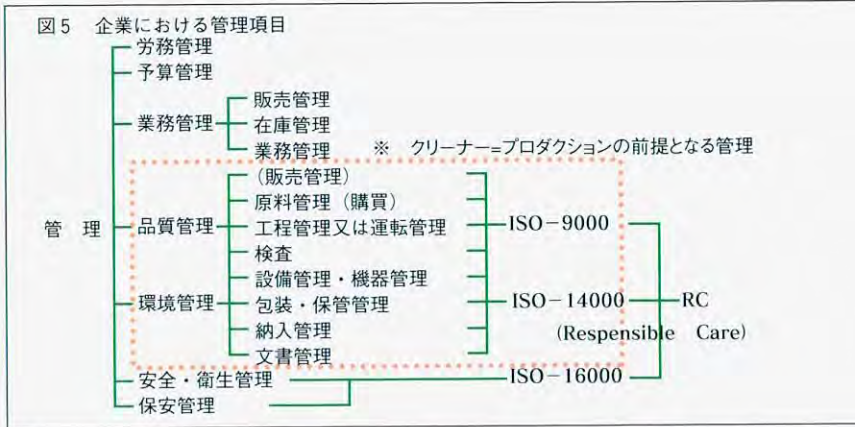 図5 企業における管理項目
労務管理
予算管理
販売管理
業務管理 在庫管理
業務管理 ※ クリーナー=プロダクションの前提となる管理
(販売管理)
原料管理（購買）
管 理 品質管理 工程管理又は運転管理 ISO-9000
検査
設備管理・機器管理
環境管理 包装・保管管理 ISO-14000 RC
納入管理 (Respensible Care)
文書管理
安全・衛生管理 ISO-16000
保安管理